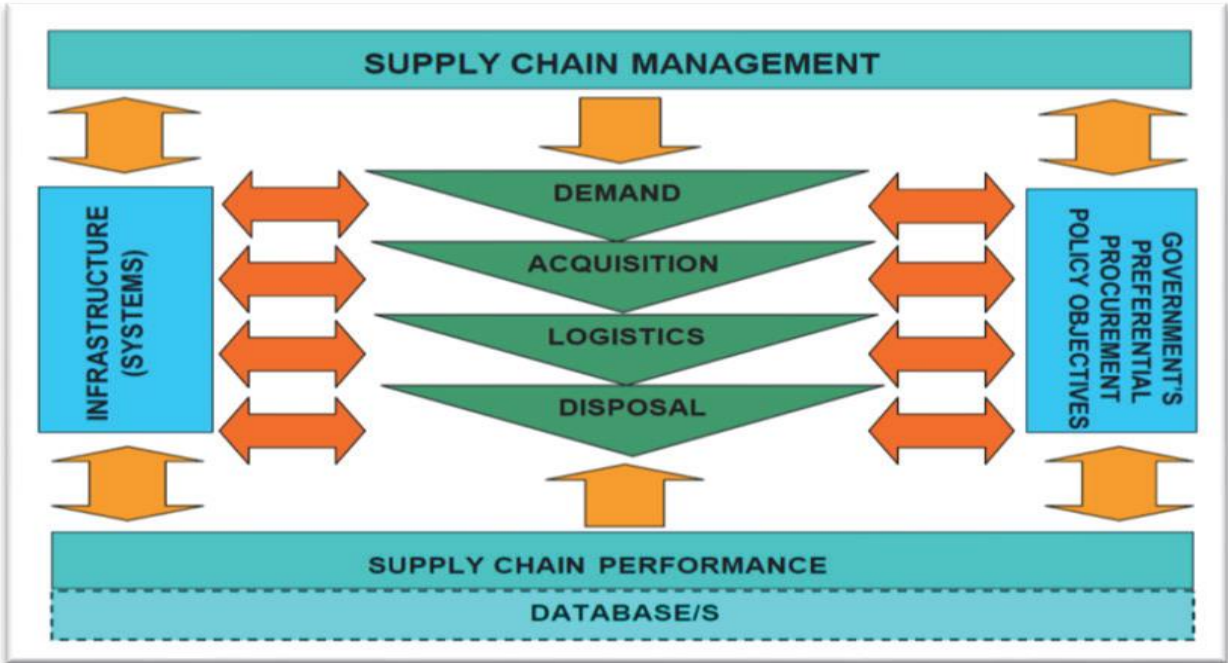 SUPPLY CHAIN MANAGEMENT
INFRASTRUCTURE
(SYSTEMS)
DEMAND
ACQUISITION
LOGISTICS
DISPOSAL
GOVERNMENT'S
PREFERENTIAL
PROCUREMENT
POLICY OBJECTIVES
SUPPLY CHAIN PERFORMANCE
DATABASE/S